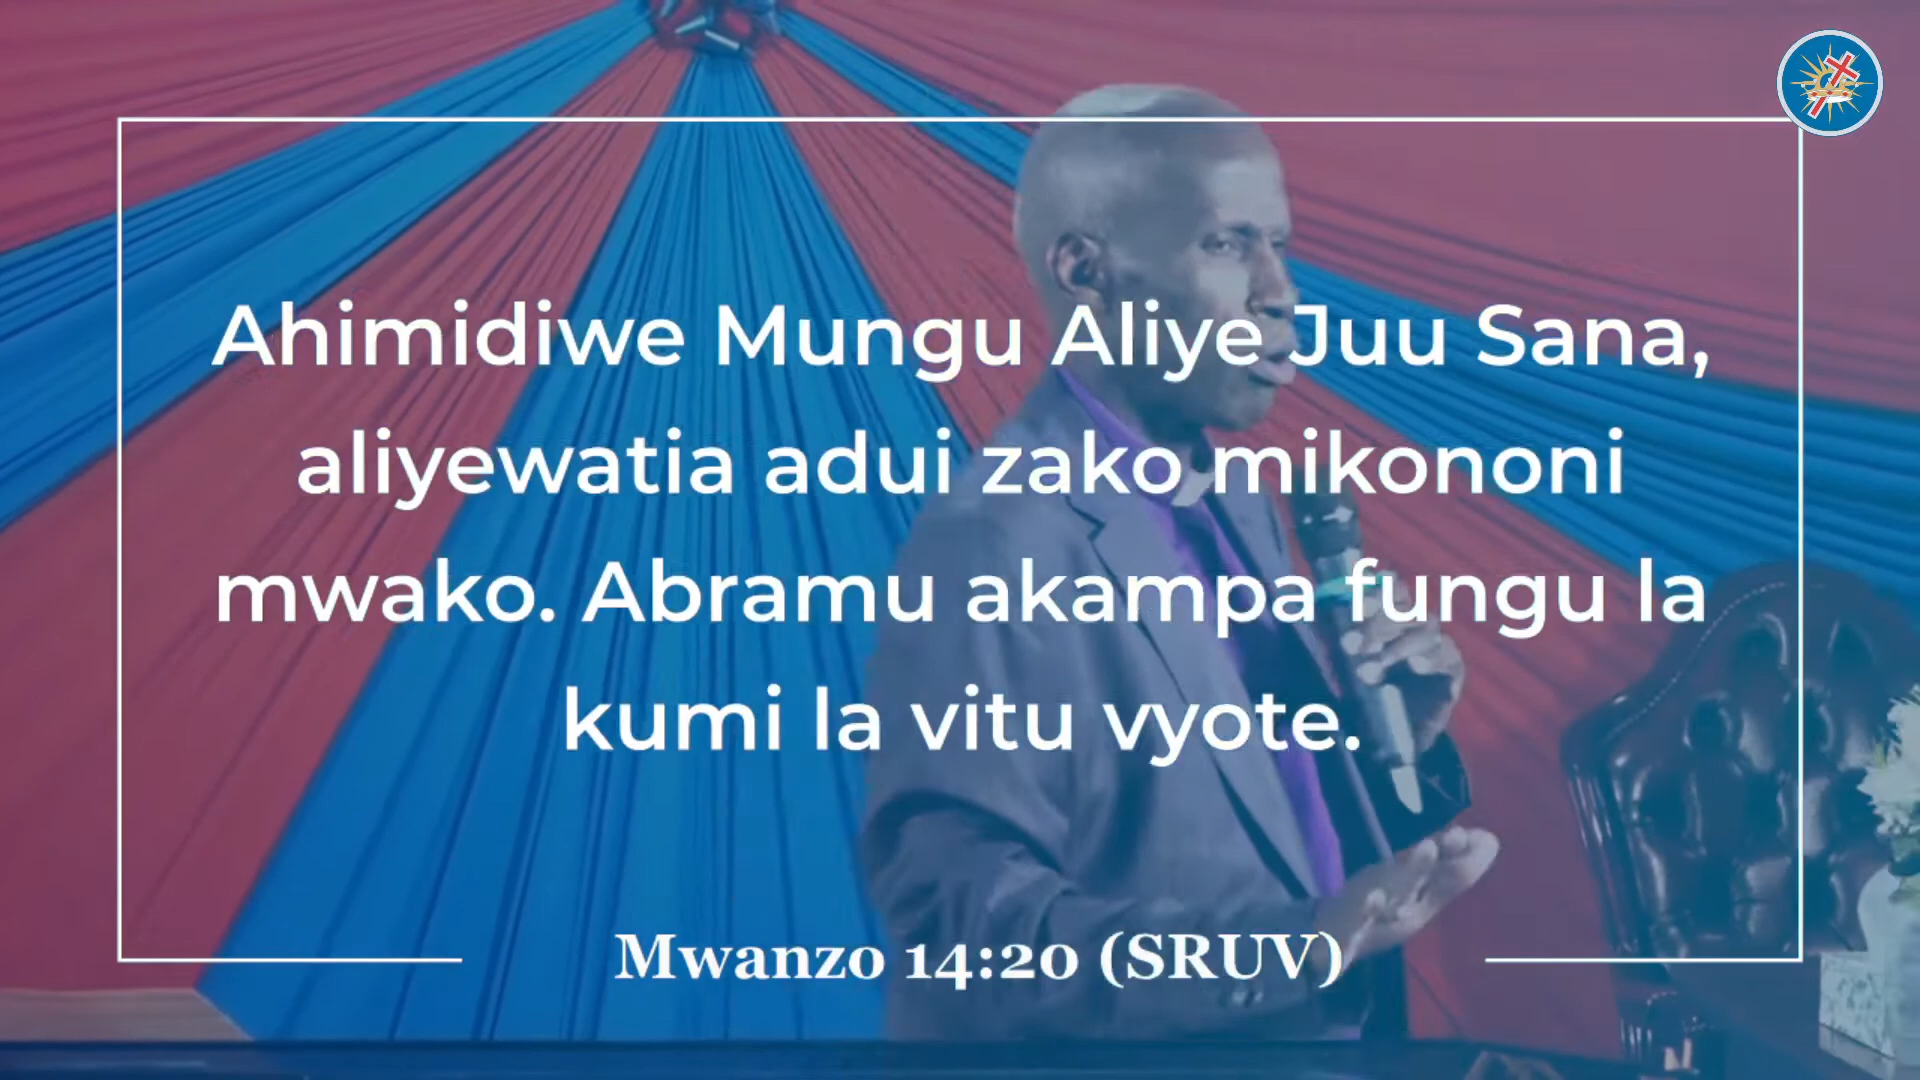 Ahimidiwe Mungu Aliye Juu Sana,
aliyewatia adui zako mikononi
mwako. Abramu akampa fungu la
kumi la vitu vyote.
Mwanzo 14:20 (SRUV)